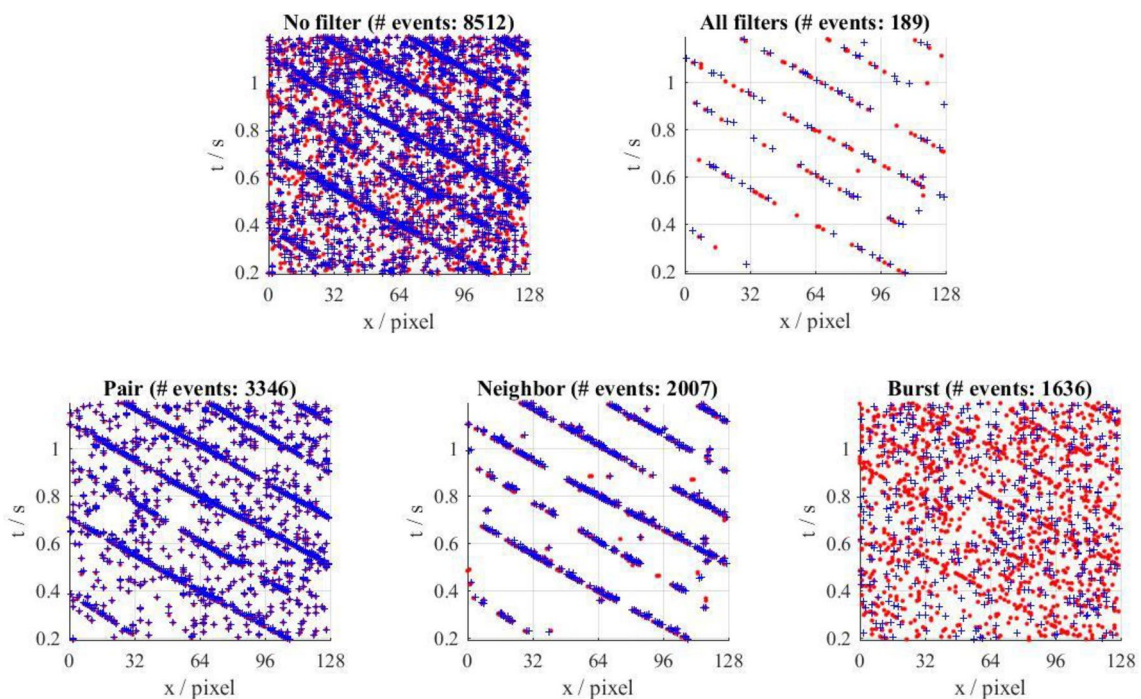 No filter (# events: 8512)
t / s
1
0.8
0.6
0.4
0.2
0 32 64 96 128
x / pixel
All filters (# events: 189)
t / s
1
0.8
0.6
0.4
0.2
0 32 64 96 128
x / pixel
Pair (# events: 3346)
t / s
1
0.8
0.6
0.4
0.2
0 32 64 96 128
x / pixel
Neighbor (# events: 2007)
t / s
1
0.8
0.6
0.4
0.2
0 32 64 96 128
x / pixel
Burst (# events: 1636)
t / s
1
0.8
0.6
0.4
0.2
0 32 64 96 128
x / pixel